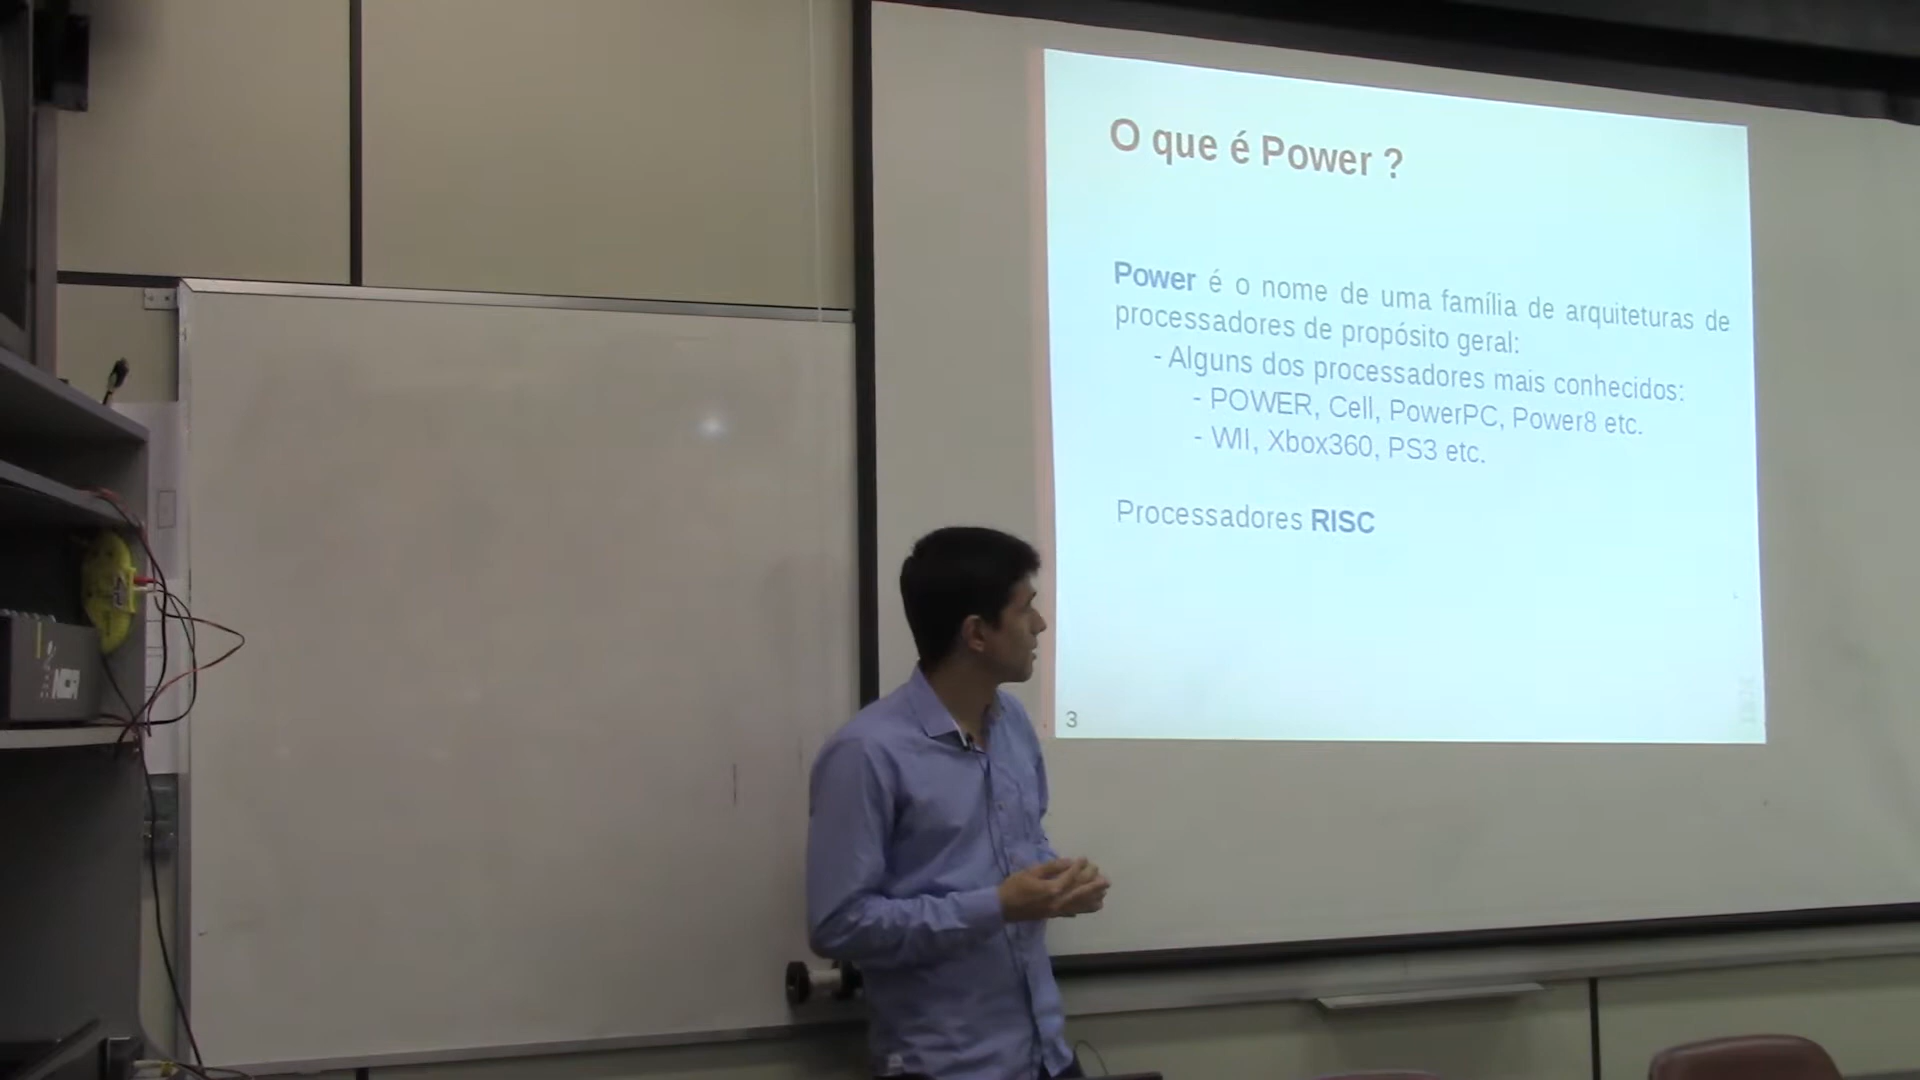 O que é Power ?
Power é o nome de uma família de arquiteturas de
processadores de propósito geral:
- Alguns dos processadores mais conhecidos:
- POWER, Cell, PowerPC, Power8 etc.
- WII, Xbox360, PS3 etc.
Processadores RISC
3